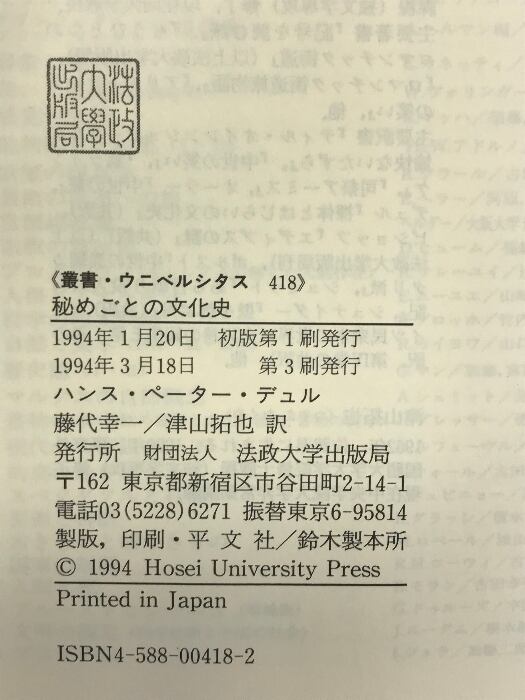 法政
大學
出版局
《叢書・ウニベルシタス 418》
秘めごとの文化史
1994年1月20日 初版第1刷発行
1994年3月18日 第3刷発行
ハンス・ペーター・デュル
藤代幸一／津山拓也 訳
発行所 財団法人 法政大学出版局
〒162 東京都新宿区市谷田町2-14-1
電話03(5228)6271 振替東京6-95814
製版，印刷・平文社／鈴木製本所
© 1994 Hosei University Press
Printed in Japan
ISBN4-588-00418-2